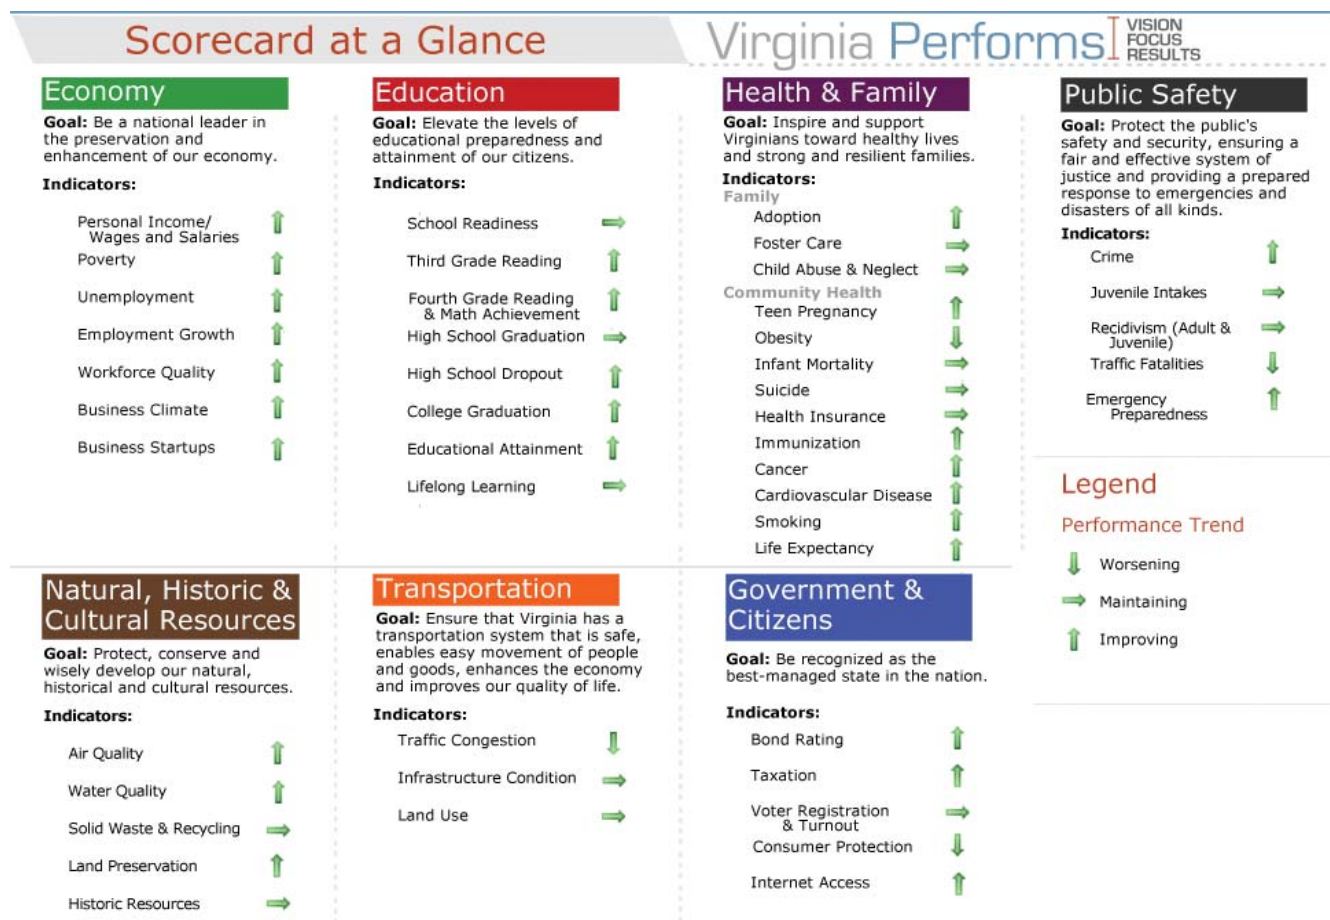 Scorecard at a Glance
Virginia Performs
VISION
FOCUS
RESULTS
Economy
Goal: Be a national leader in
the preservation and
enhancement of our economy.
Indicators:
Personal Income/
Wages and Salaries
Poverty
Unemployment
Employment Growth
Workforce Quality
Business Climate
Business Startups
Education
Goal: Elevate the levels of
educational preparedness and
attainment of our citizens.
Indicators:
School Readiness
Third Grade Reading
Fourth Grade Reading
& Math Achievement
High School Graduation
High School Dropout
College Graduation
Educational Attainment
Lifelong Learning
Health & Family
Goal: Inspire and support
Virginians toward healthy lives
and strong and resilient families.
Indicators:
Family
Adoption
Foster Care
Child Abuse & Neglect
Community Health
Teen Pregnancy
Obesity
Infant Mortality
Suicide
Health Insurance
Immunization
Cancer
Cardiovascular Disease
Smoking
Life Expectancy
Public Safety
Goal: Protect the public's
safety and security, ensuring a
fair and effective system of
justice and providing a prepared
response to emergencies and
disasters of all kinds.
Indicators:
Crime
Juvenile Intakes
Recidivism (Adult &
Juvenile)
Traffic Fatalities
Emergency
Preparedness
Legend
Performance Trend
Worsening
Maintaining
Improving
Natural, Historic &
Cultural Resources
Goal: Protect, conserve and
wisely develop our natural,
historical and cultural resources.
Indicators:
Air Quality
Water Quality
Solid Waste & Recycling
Land Preservation
Historic Resources
Transportation
Goal: Ensure that Virginia has a
transportation system that is safe,
enables easy movement of people
and goods, enhances the economy
and improves our quality of life.
Indicators:
Traffic Congestion
Infrastructure Condition
Land Use
Government &
Citizens
Goal: Be recognized as the
best-managed state in the nation.
Indicators:
Bond Rating
Taxation
Voter Registration
& Turnout
Consumer Protection
Internet Access